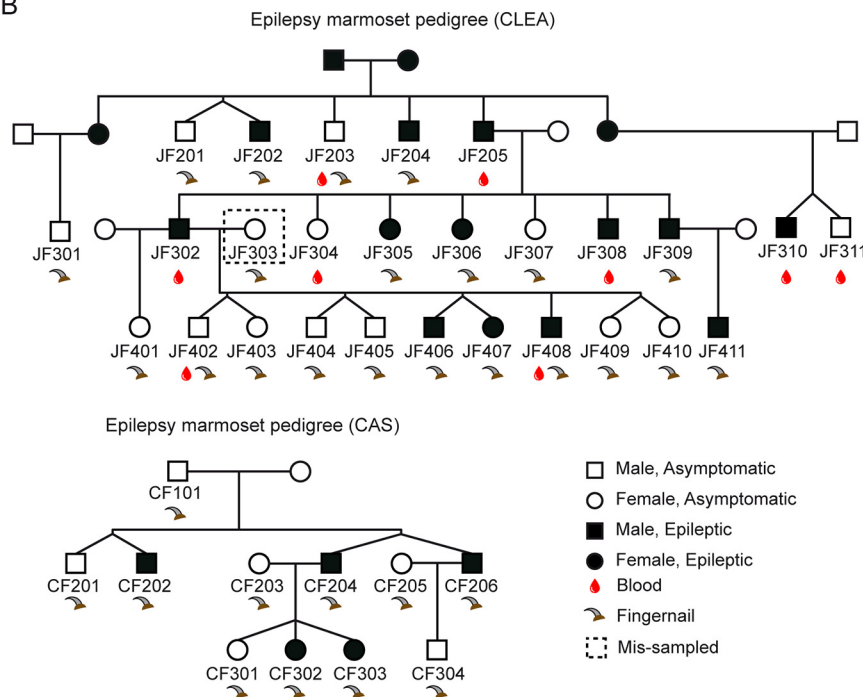 B
Epilepsy marmoset pedigree (CLEA)
JF201 JF202 JF203 JF204 JF205
JF301 JF302 JF303 JF304 JF305 JF306 JF307 JF308 JF309 JF310 JF311
JF401 JF402 JF403 JF404 JF405 JF406 JF407 JF408 JF409 JF410 JF411
Epilepsy marmoset pedigree (CAS)
CF101
CF201 CF202 CF203 CF204 CF205 CF206
CF301 CF302 CF303 CF304
Male, Asymptomatic
Female, Asymptomatic
Male, Epileptic
Female, Epileptic
Blood
Fingernail
Mis-sampled